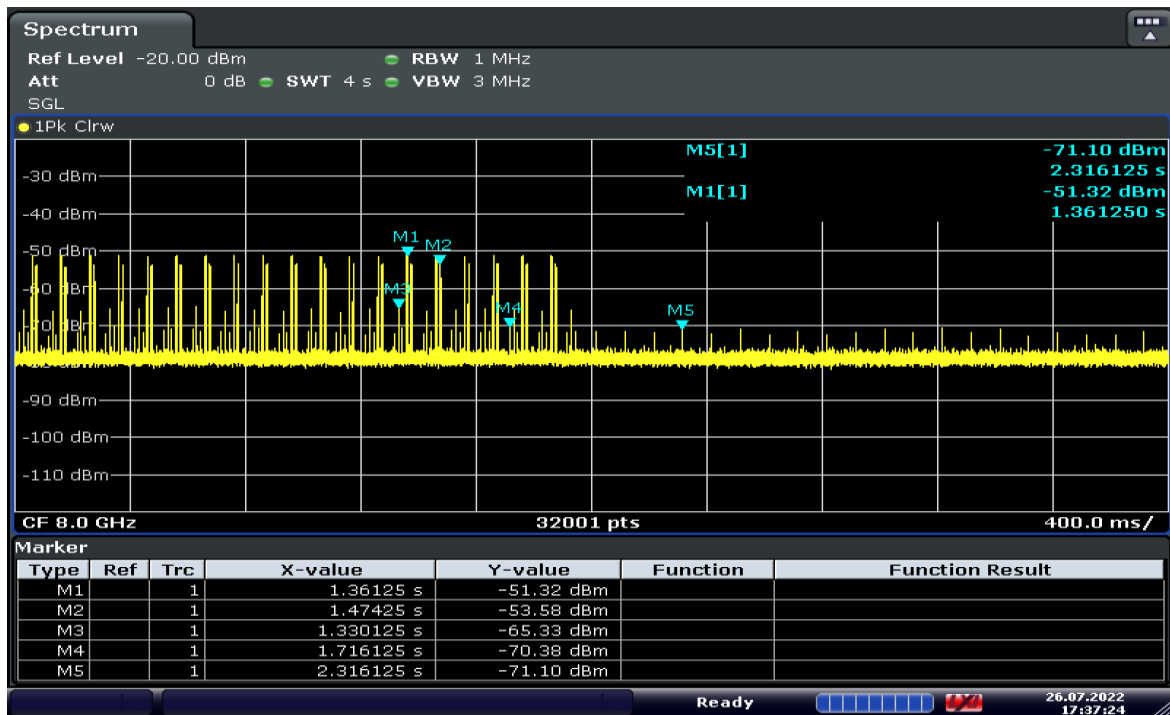 Spectrum
Ref Level -20.00 dBm RBW 1 MHz
Att 0 dB SWT 4 s VBW 3 MHz
SGL
1Pk Clrw
M5[1] -71.10 dBm
2.316125 s
-30 dBm
M1[1] -51.32 dBm
1.361250 s
-40 dBm
M1
M2
-50 dBm
M3
M4
M5
-90 dBm
-100 dBm
-110 dBm
CF 8.0 GHz 32001 pts 400.0 ms/
Marker
Type Ref Trc X-value Y-value Function Function Result
M1 1 1.36125 s -51.32 dBm
M2 1 1.47425 s -53.58 dBm
M3 1 1.330125 s -65.33 dBm
M4 1 1.716125 s -70.38 dBm
M5 1 2.316125 s -71.10 dBm
Ready 26.07.2022
17:37:24